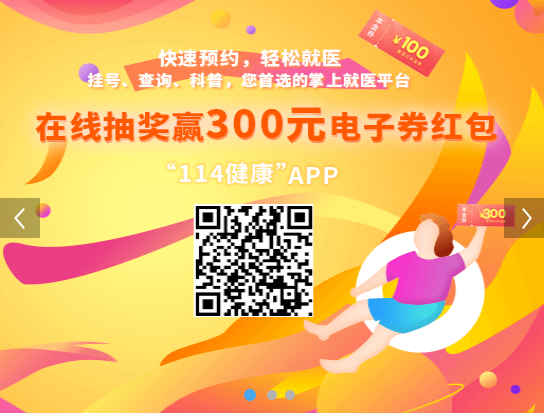 快速预约，轻松就医
挂号、查询、科普，您首选的掌上就医平台
在线抽奖赢300元电子券红包
“114健康”APP
¥100
¥300